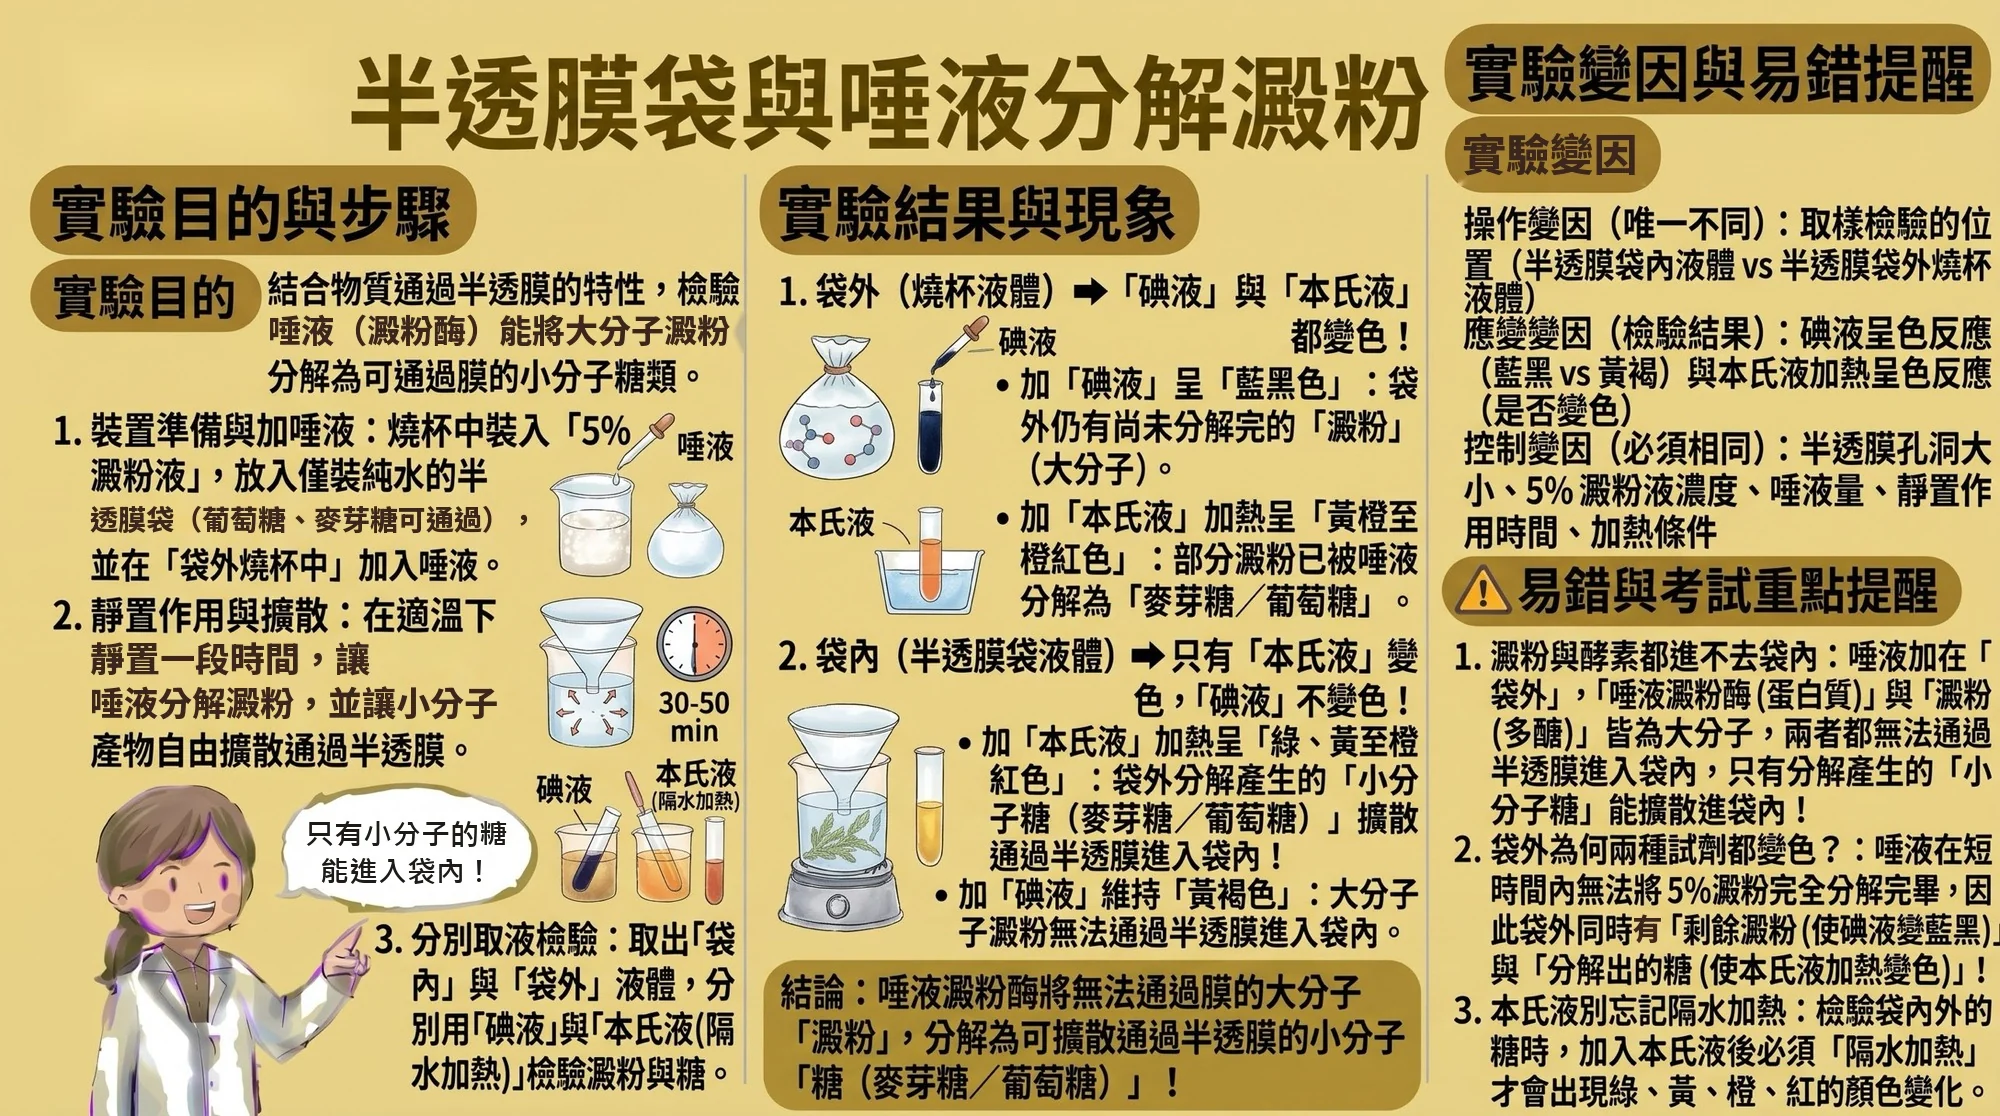 半透膜袋與唾液分解澱粉
實驗目的與步驟
實驗目的
結合物質通過半透膜的特性，檢驗
唾液（澱粉酶）能將大分子澱粉
分解為可通過膜的小分子糖類。
1. 裝置準備與加唾液：燒杯中裝入「5%
澱粉液」，放入僅裝純水的半
透膜袋（葡萄糖、麥芽糖可通過），
並在「袋外燒杯中」加入唾液。
唾液
2. 靜置作用與擴散：在適溫下
靜置一段時間，讓
唾液分解澱粉，並讓小分子
產物自由擴散通過半透膜。
30-50
min
碘液
本氏液
(隔水加熱)
只有小分子的糖
能進入袋內！
3. 分別取液檢驗：取出「袋
內」與「袋外」液體，分
別用「碘液」與「本氏液(隔
水加熱)」檢驗澱粉與糖。
實驗結果與現象
1. 袋外（燒杯液體）➡「碘液」與「本氏液」
都變色！
碘液
• 加「碘液」呈「藍黑色」：袋
外仍有尚未分解完的「澱粉」
（大分子）。
本氏液
• 加「本氏液」加熱呈「黃橙至
橙紅色」：部分澱粉已被唾液
分解為「麥芽糖／葡萄糖」。
2. 袋內（半透膜袋液體）➡只有「本氏液」變
色，「碘液」不變色！
• 加「本氏液」加熱呈「綠、黃至橙
紅色」：袋外分解產生的「小分
子糖（麥芽糖／葡萄糖）」擴散
通過半透膜進入袋內！
• 加「碘液」維持「黃褐色」：大分子
子澱粉無法通過半透膜進入袋內。
結論：唾液澱粉酶將無法通過膜的大分子
「澱粉」，分解為可擴散通過半透膜的小分子
「糖（麥芽糖／葡萄糖）」！
實驗變因與易錯提醒
實驗變因
操作變因（唯一不同）：取樣檢驗的位
置（半透膜袋內液體 vs 半透膜袋外燒杯
液體）
應變變因（檢驗結果）：碘液呈色反應
（藍黑 vs 黃褐）與本氏液加熱呈色反應
（是否變色）
控制變因（必須相同）：半透膜孔洞大
小、5% 澱粉液濃度、唾液量、靜置作
用時間、加熱條件
易錯與考試重點提醒
1. 澱粉與酵素都進不去袋內：唾液加在「
袋外」，「唾液澱粉酶 (蛋白質)」與「澱粉
(多醣)」皆為大分子，兩者都無法通過
半透膜進入袋內，只有分解產生的「小
分子糖」能擴散進袋內！
2. 袋外為何兩種試劑都變色？：唾液在短
時間內無法將 5%澱粉完全分解完畢，因
此袋外同時有「剩餘澱粉 (使碘液變藍黑)」
與「分解出的糖 (使本氏液加熱變色)」！
3. 本氏液別忘記隔水加熱：檢驗袋內外的
糖時，加入本氏液後必須「隔水加熱」
才會出現綠、黃、橙、紅的顏色變化。